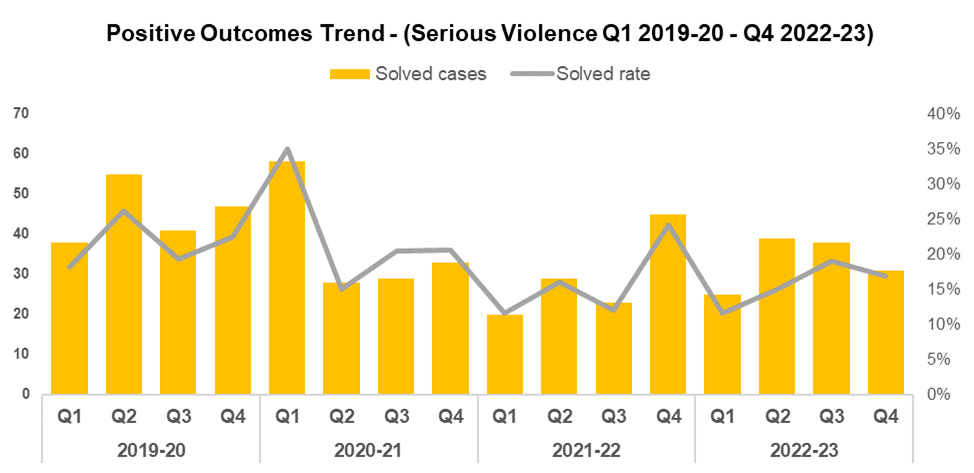 Positive Outcomes Trend - (Serious Violence Q1 2019-20 - Q4 2022-23)
Solved cases Solved rate
70 40%
60 35%
50 30%
40 25%
30 20%
20 15%
10 10%
0 5%
0%
Q1 Q2 Q3 Q4 Q1 Q2 Q3 Q4 Q1 Q2 Q3 Q4 Q1 Q2 Q3 Q4
2019-20 2020-21 2021-22 2022-23